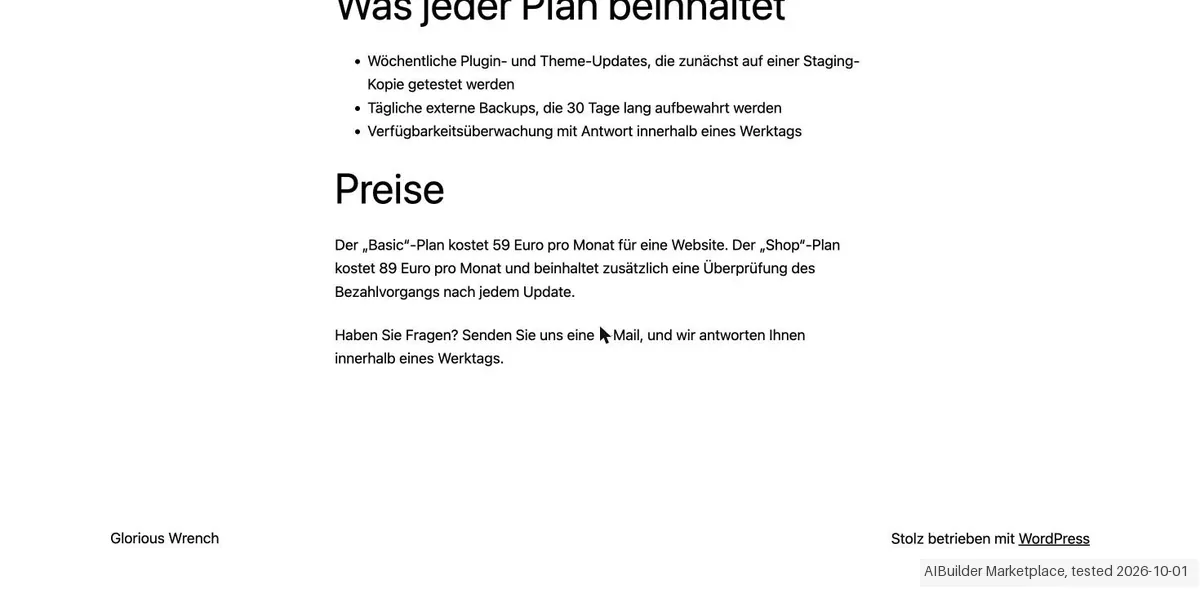 Was jeder Plan beinhaltet
• Wöchentliche Plugin- und Theme-Updates, die zunächst auf einer Staging-
Kopie getestet werden
• Tägliche externe Backups, die 30 Tage lang aufbewahrt werden
• Verfügbarkeitsüberwachung mit Antwort innerhalb eines Werktags
Preise
Der „Basic“-Plan kostet 59 Euro pro Monat für eine Website. Der „Shop“-Plan
kostet 89 Euro pro Monat und beinhaltet zusätzlich eine Überprüfung des
Bezahlvorgangs nach jedem Update.
Haben Sie Fragen? Senden Sie uns eine Mail, und wir antworten Ihnen
innerhalb eines Werktags.
Glorious Wrench
Stolz betrieben mit WordPress
AIBuilder Marketplace, tested 2026-10-01